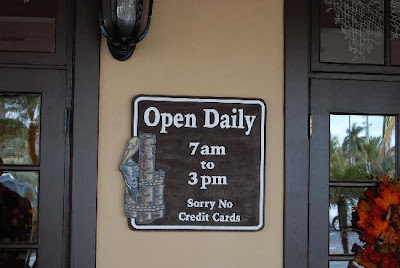 Open Daily
7am
to
3pm
Sorry No
Credit Cards